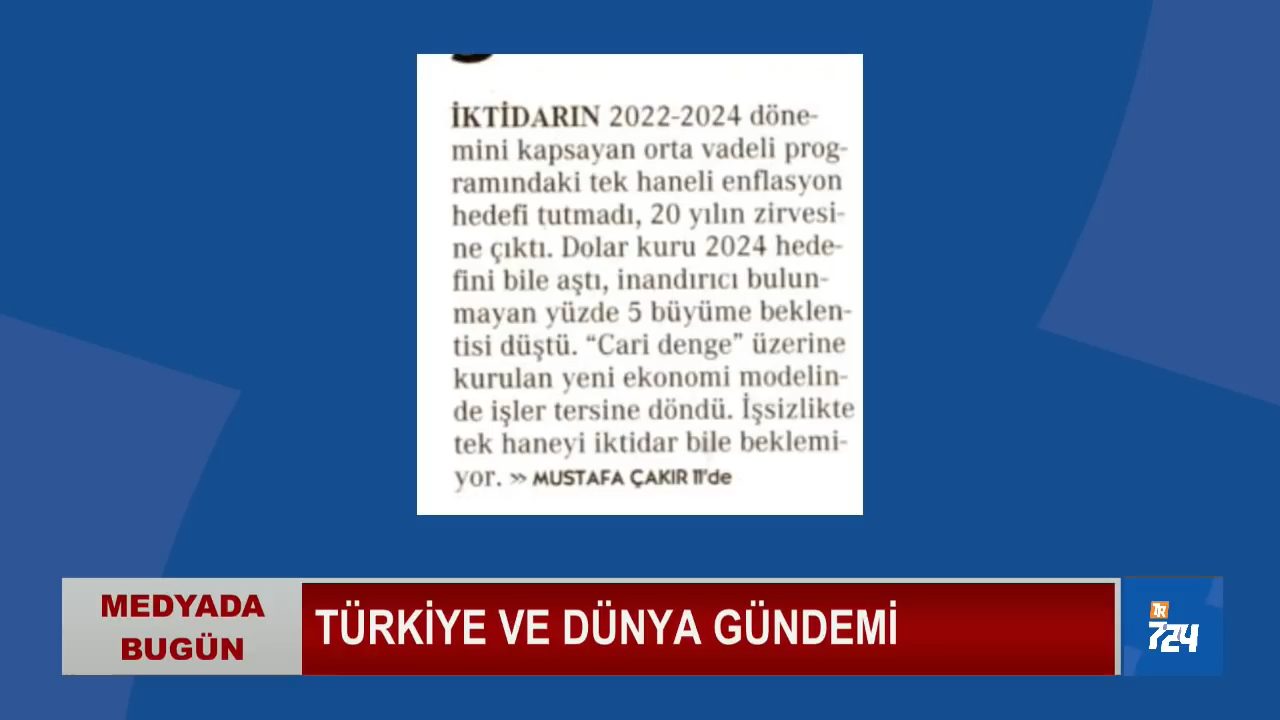 İKTİDARIN 2022-2024 döne-
mini kapsayan orta vadeli prog-
ramındaki tek haneli enflasyon
hedefi tutmadı, 20 yılın zirvesi-
ne çıktı. Dolar kuru 2024 hede-
fini bile aştı, inandırıcı bulun-
mayan yüzde 5 büyüme beklen-
tisi düştü. “Cari denge” üzerine
kurulan yeni ekonomi modelin-
de işler tersine döndü. İşsizlikte
tek haneyi iktidar bile beklemi-
yor. » MUSTAFA ÇAKIR 11'de
MEDYADA
BUGÜN
TÜRKİYE VE DÜNYA GÜNDEMİ
TR
7/24